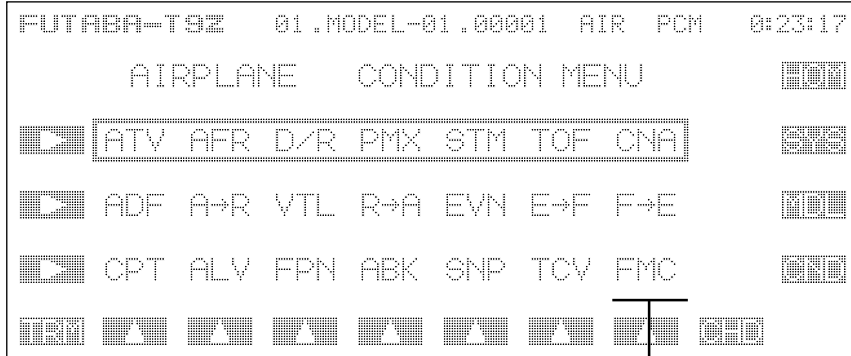 FUTABA-T9Z 01.MODEL-01.00001 AIR PCM 0:23:17
AIRPLANE CONDITION MENU HOM
ATV AFR D/R PMX STM TOF CNA SYS
ADF A→R VTL R→A EVN E→F F→E MDL
CPT ALV FPN ABK SNP TCV FMC CND
TRM CHD